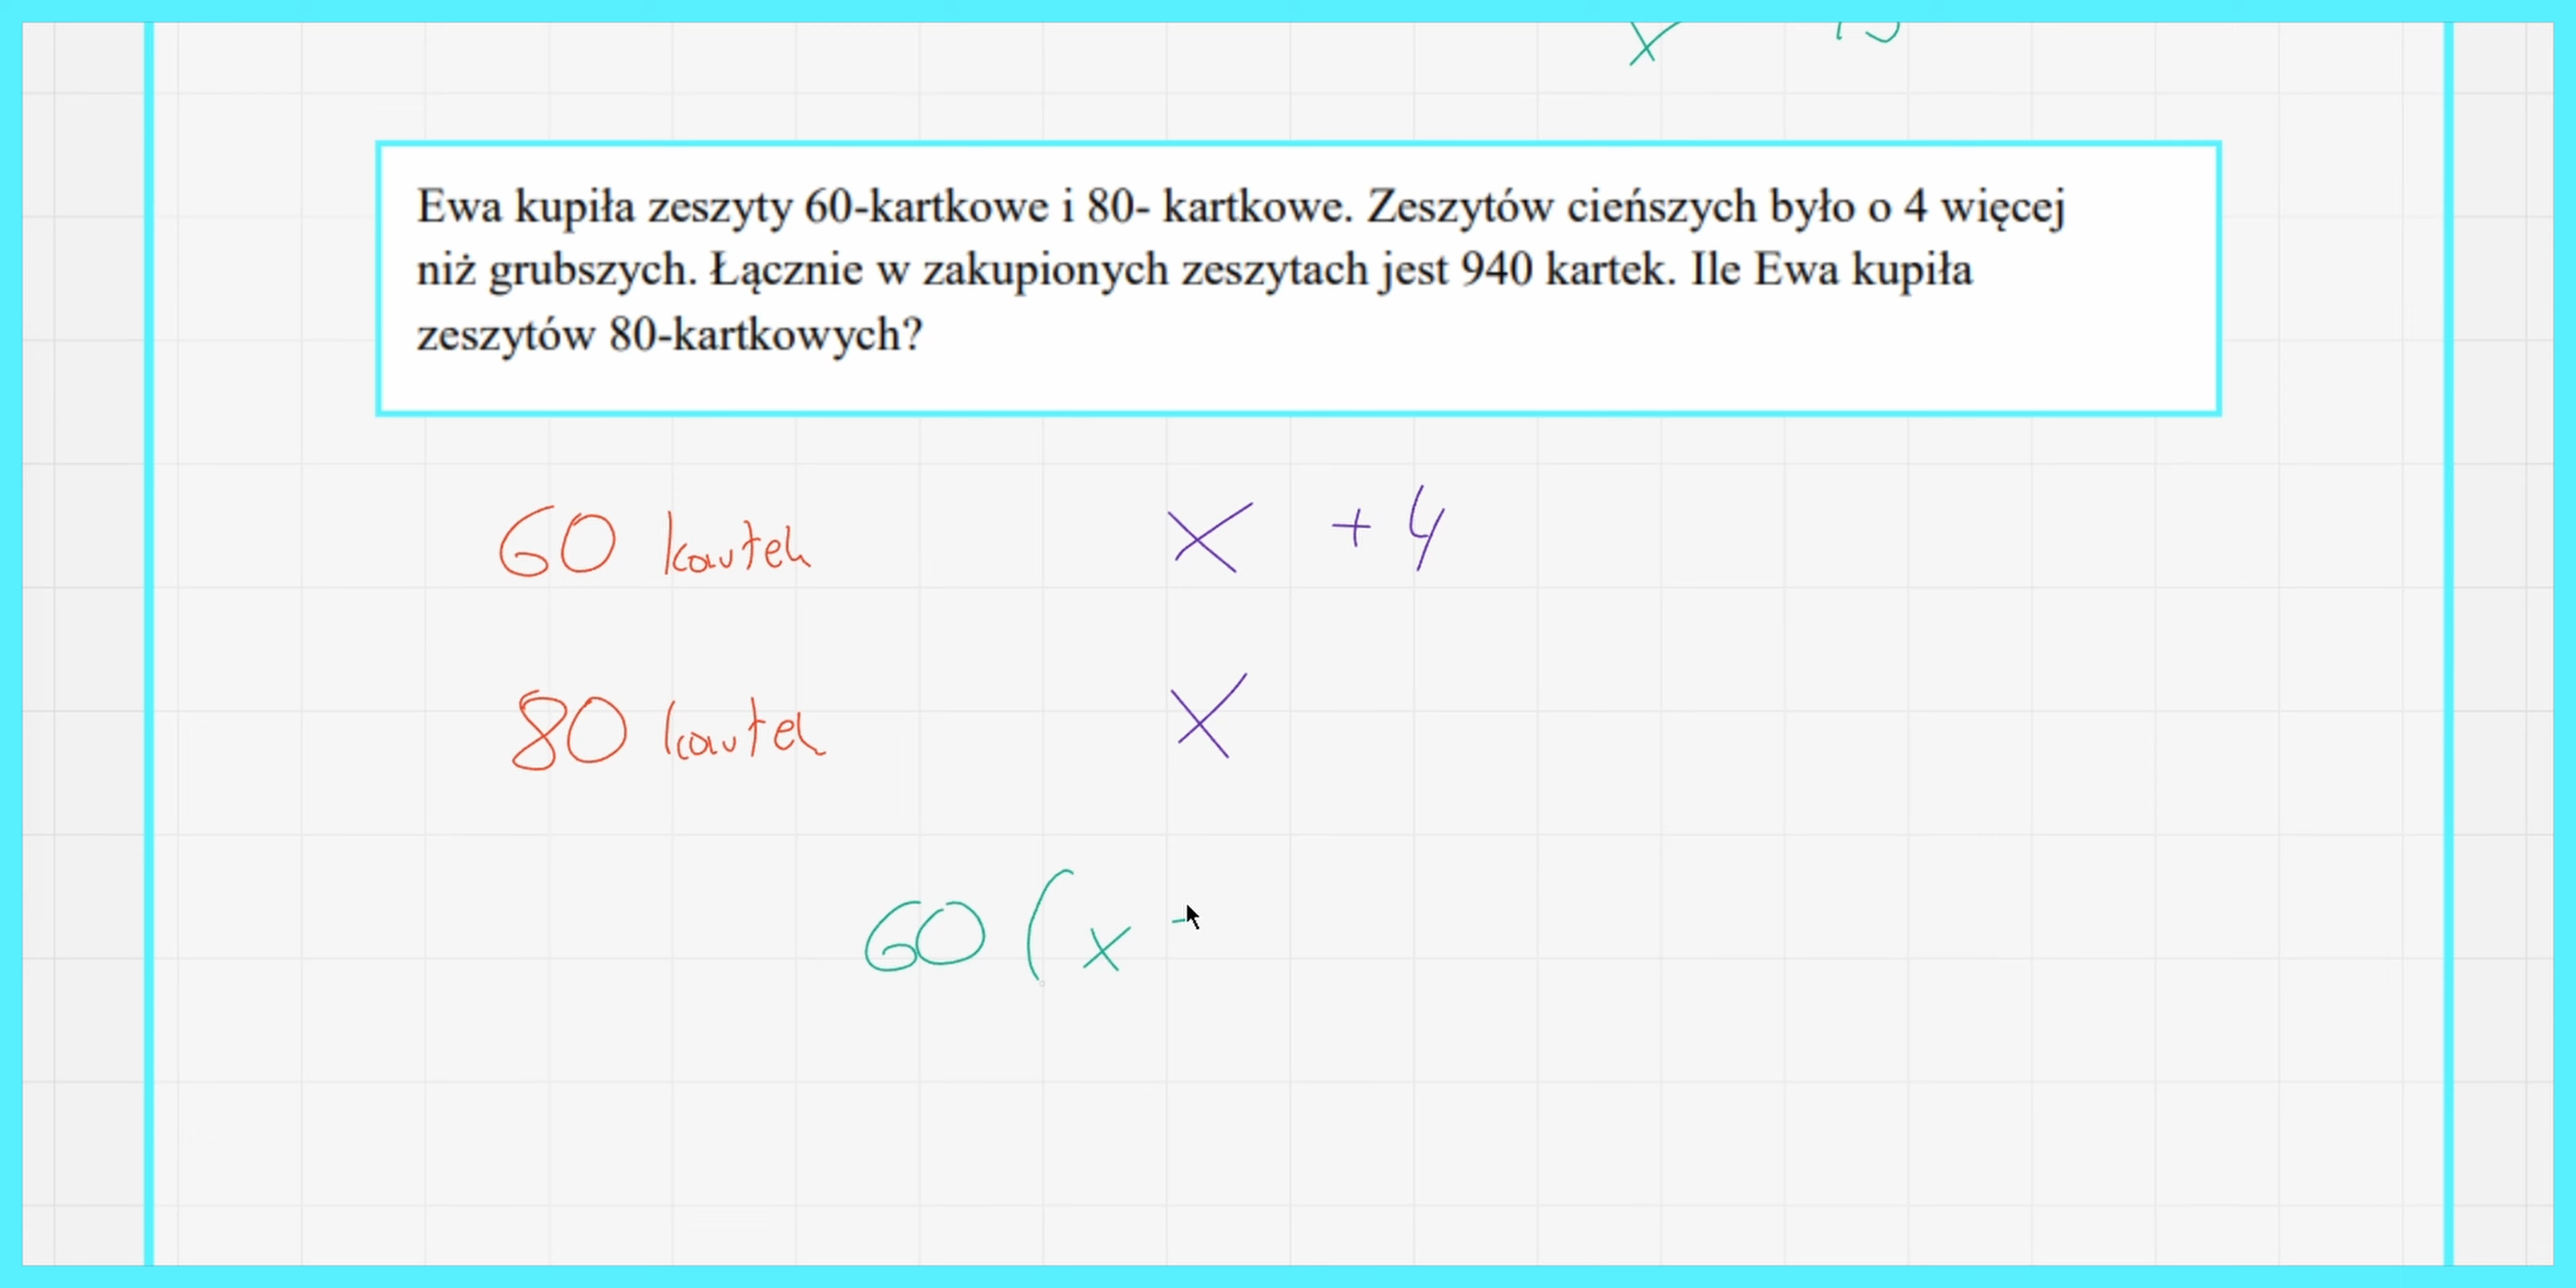 Ewa kupiła zeszyty 60-kartkowe i 80- kartkowe. Zeszytów cieńszych było o 4 więcej
niż grubszych. Łącznie w zakupionych zeszytach jest 940 kartek. Ile Ewa kupiła
zeszytów 80-kartkowych?
60 kartek x + 4
80 kartek x
60 ( x